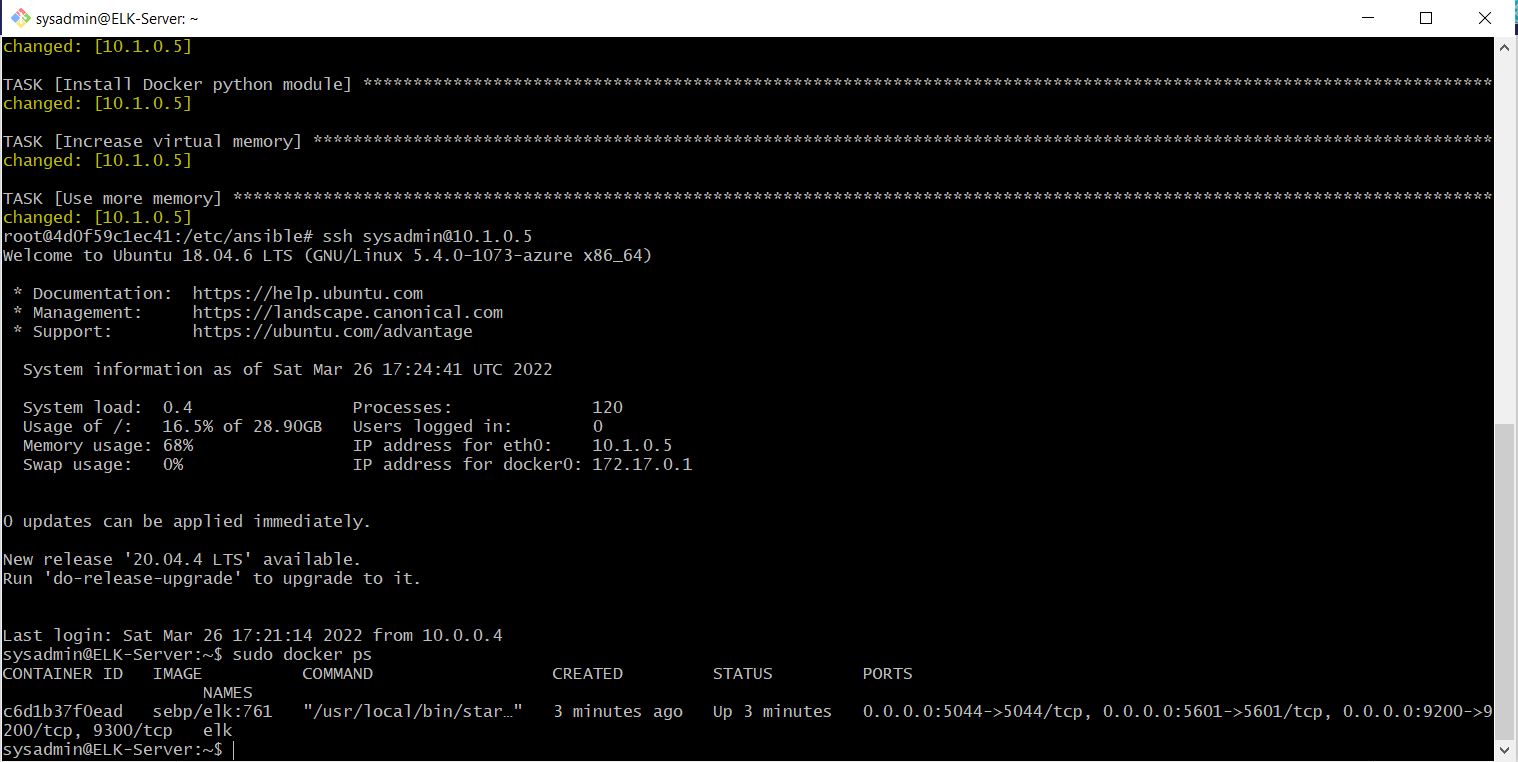 sysadmin@ELK-Server: ~
changed: [10.1.0.5]
TASK [Install Docker python module] *****************************************************************************************************************
changed: [10.1.0.5]
TASK [Increase virtual memory] **********************************************************************************************************************
changed: [10.1.0.5]
TASK [Use more memory] ******************************************************************************************************************************
changed: [10.1.0.5]
root@4d0f59c1ec41:/etc/ansible# ssh sysadmin@10.1.0.5
Welcome to Ubuntu 18.04.6 LTS (GNU/Linux 5.4.0-1073-azure x86_64)
* Documentation:  https://help.ubuntu.com
* Management:     https://landscape.canonical.com
* Support:        https://ubuntu.com/advantage
System information as of Sat Mar 26 17:24:41 UTC 2022
System load:  0.4                Processes:              120
Usage of /:   16.5% of 28.90GB   Users logged in:        0
Memory usage: 68%                IP address for eth0:    10.1.0.5
Swap usage:   0%                 IP address for docker0: 172.17.0.1
0 updates can be applied immediately.
New release '20.04.4 LTS' available.
Run 'do-release-upgrade' to upgrade to it.
Last login: Sat Mar 26 17:21:14 2022 from 10.0.0.4
sysadmin@ELK-Server:~$ sudo docker ps
CONTAINER ID   IMAGE          COMMAND                  CREATED         STATUS         PORTS
NAMES
c6d1b37f0ead   sebp/elk:761   "/usr/local/bin/star…"   3 minutes ago   Up 3 minutes   0.0.0.0:5044->5044/tcp, 0.0.0.0:5601->5601/tcp, 0.0.0.0:9200->9
200/tcp, 9300/tcp   elk
sysadmin@ELK-Server:~$